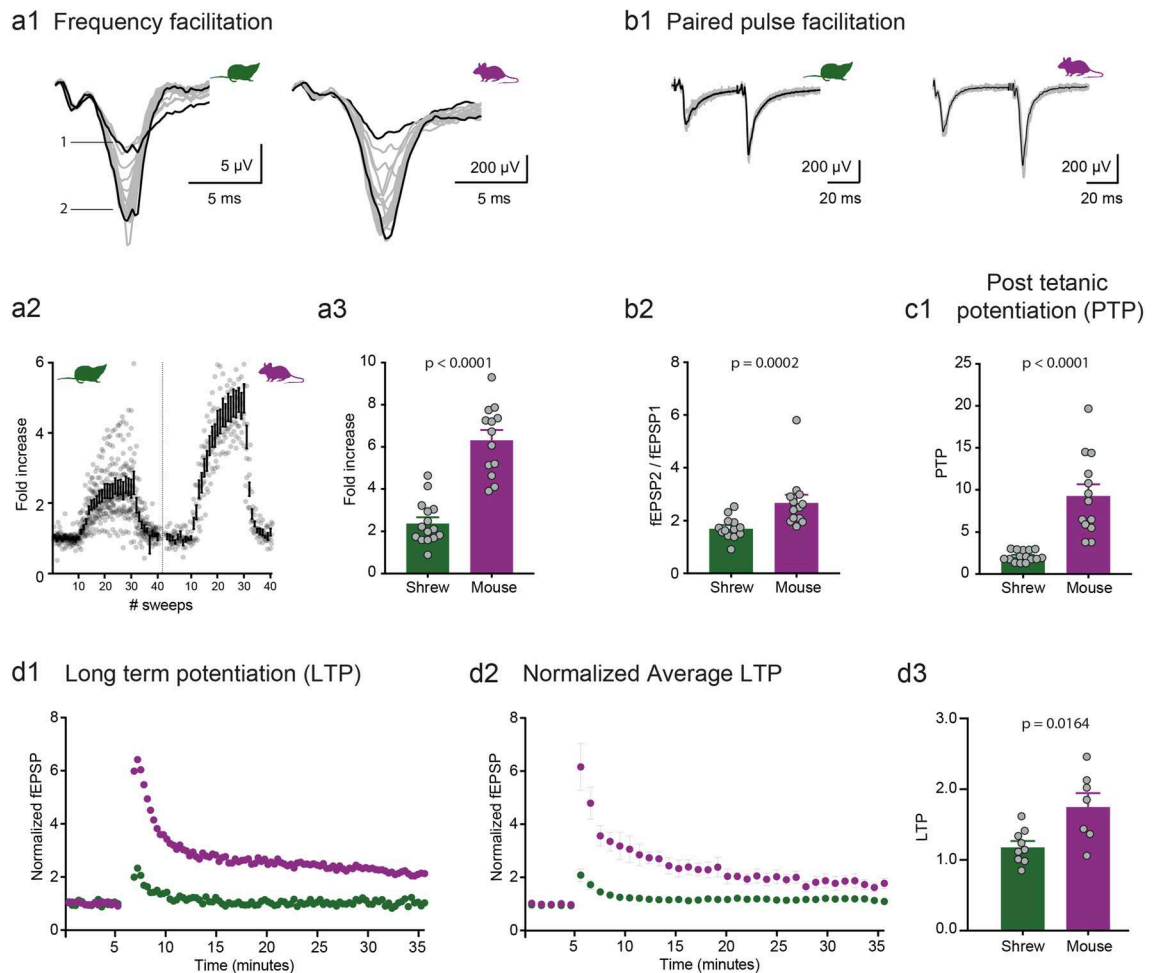 a1 Frequency facilitation
b1 Paired pulse facilitation
1
2
5 µV
5 ms
200 µV
5 ms
200 µV
20 ms
200 µV
20 ms
a2
a3
b2
c1
Post tetanic
potentiation (PTP)
Fold increase
6
4
2
0
10 20 30 40 10 20 30 40
# sweeps
Fold increase
10
8
6
4
2
0
p < 0.0001
Shrew Mouse
fEPSP2 / fEPSP1
8
6
4
2
0
p = 0.0002
Shrew Mouse
PTP
25
20
15
10
5
0
p < 0.0001
Shrew Mouse
d1 Long term potentiation (LTP)
Normalized fEPSP
8
6
4
2
0
5 10 15 20 25 30 35
Time (minutes)
d2 Normalized Average LTP
Normalized fEPSP
8
6
4
2
0
5 10 15 20 25 30 35
Time (minutes)
d3
LTP
3.0
2.0
1.0
0.0
p = 0.0164
Shrew Mouse